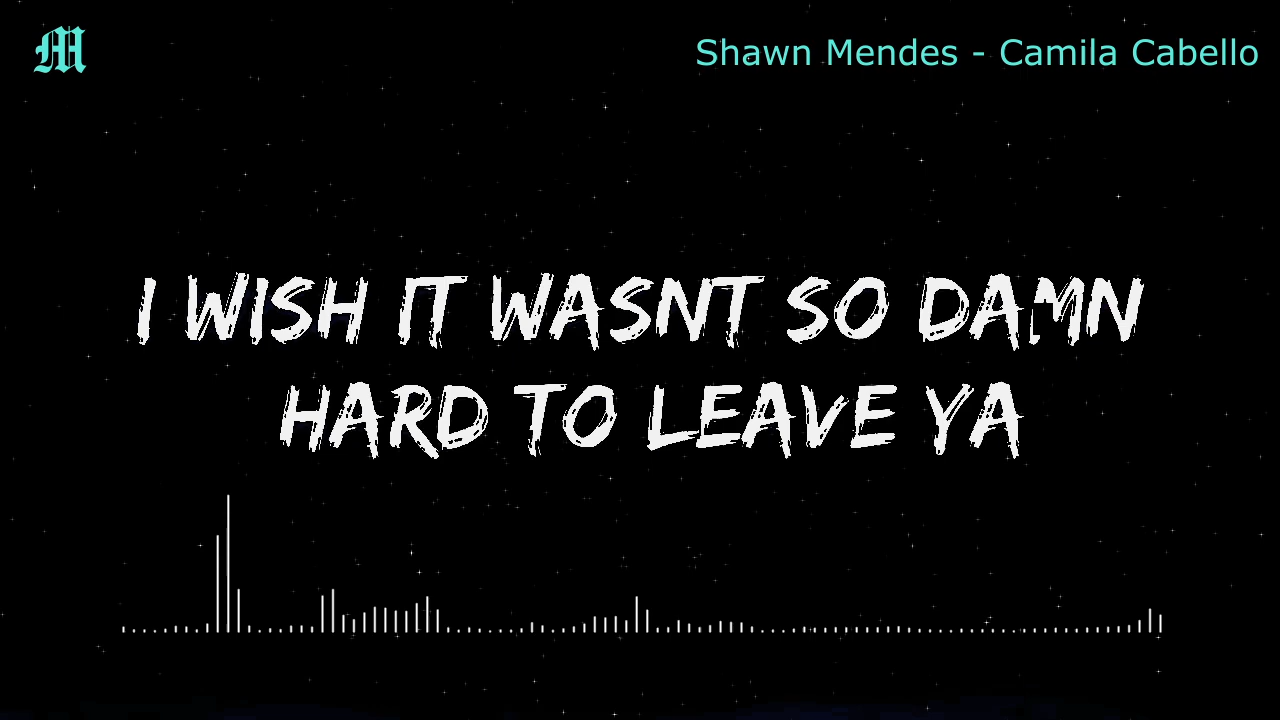 M
Shawn Mendes - Camila Cabello
I WISH IT WASNT SO DAMN
HARD TO LEAVE YA